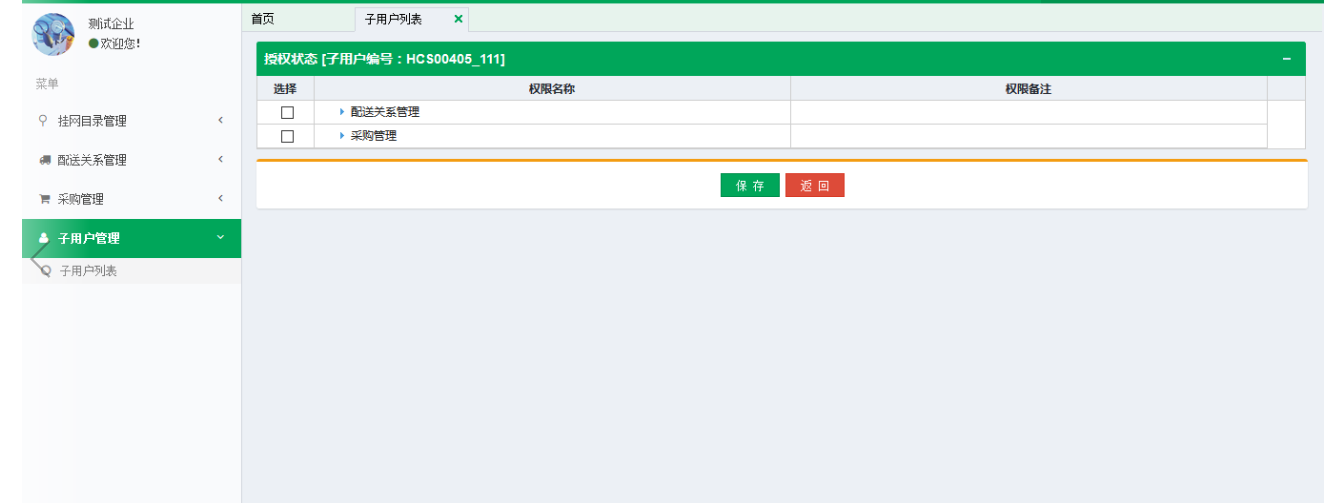 测试企业
欢迎您!
菜单
挂网目录管理
配送关系管理
采购管理
子用户管理
子用户列表
首页
子用户列表
授权状态 [子用户编号：HCS00405_111]
选择 权限名称 权限备注
配送关系管理
采购管理
保 存 返 回